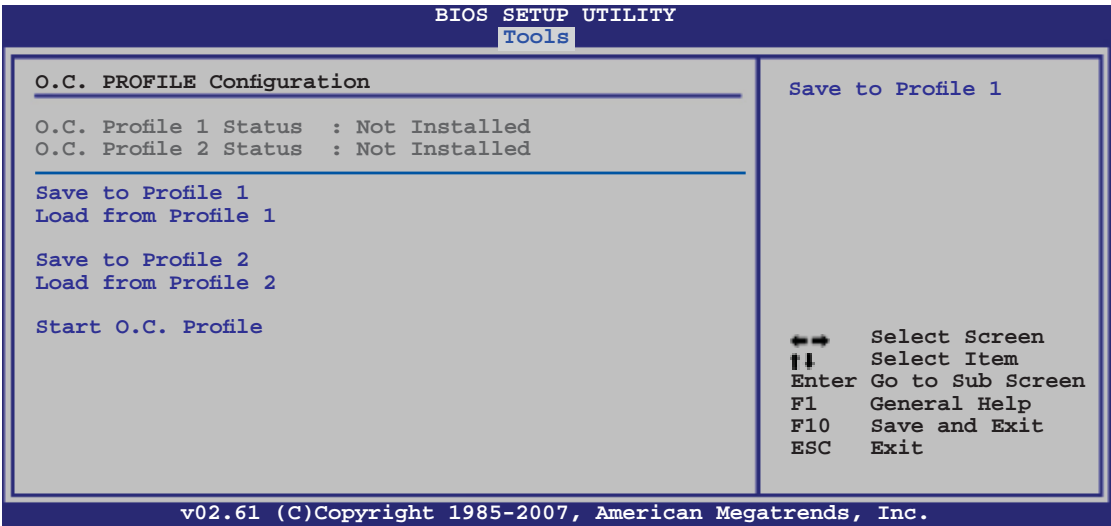 BIOS SETUP UTILITY
Tools
O.C. PROFILE Configuration
O.C. Profile 1 Status : Not Installed
O.C. Profile 2 Status : Not Installed
Save to Profile 1
Load from Profile 1
Save to Profile 2
Load from Profile 2
Start O.C. Profile
Save to Profile 1
←→ Select Screen
↑↓ Select Item
Enter Go to Sub Screen
F1 General Help
F10 Save and Exit
ESC Exit
v02.61 (C)Copyright 1985-2007, American Megatrends, Inc.